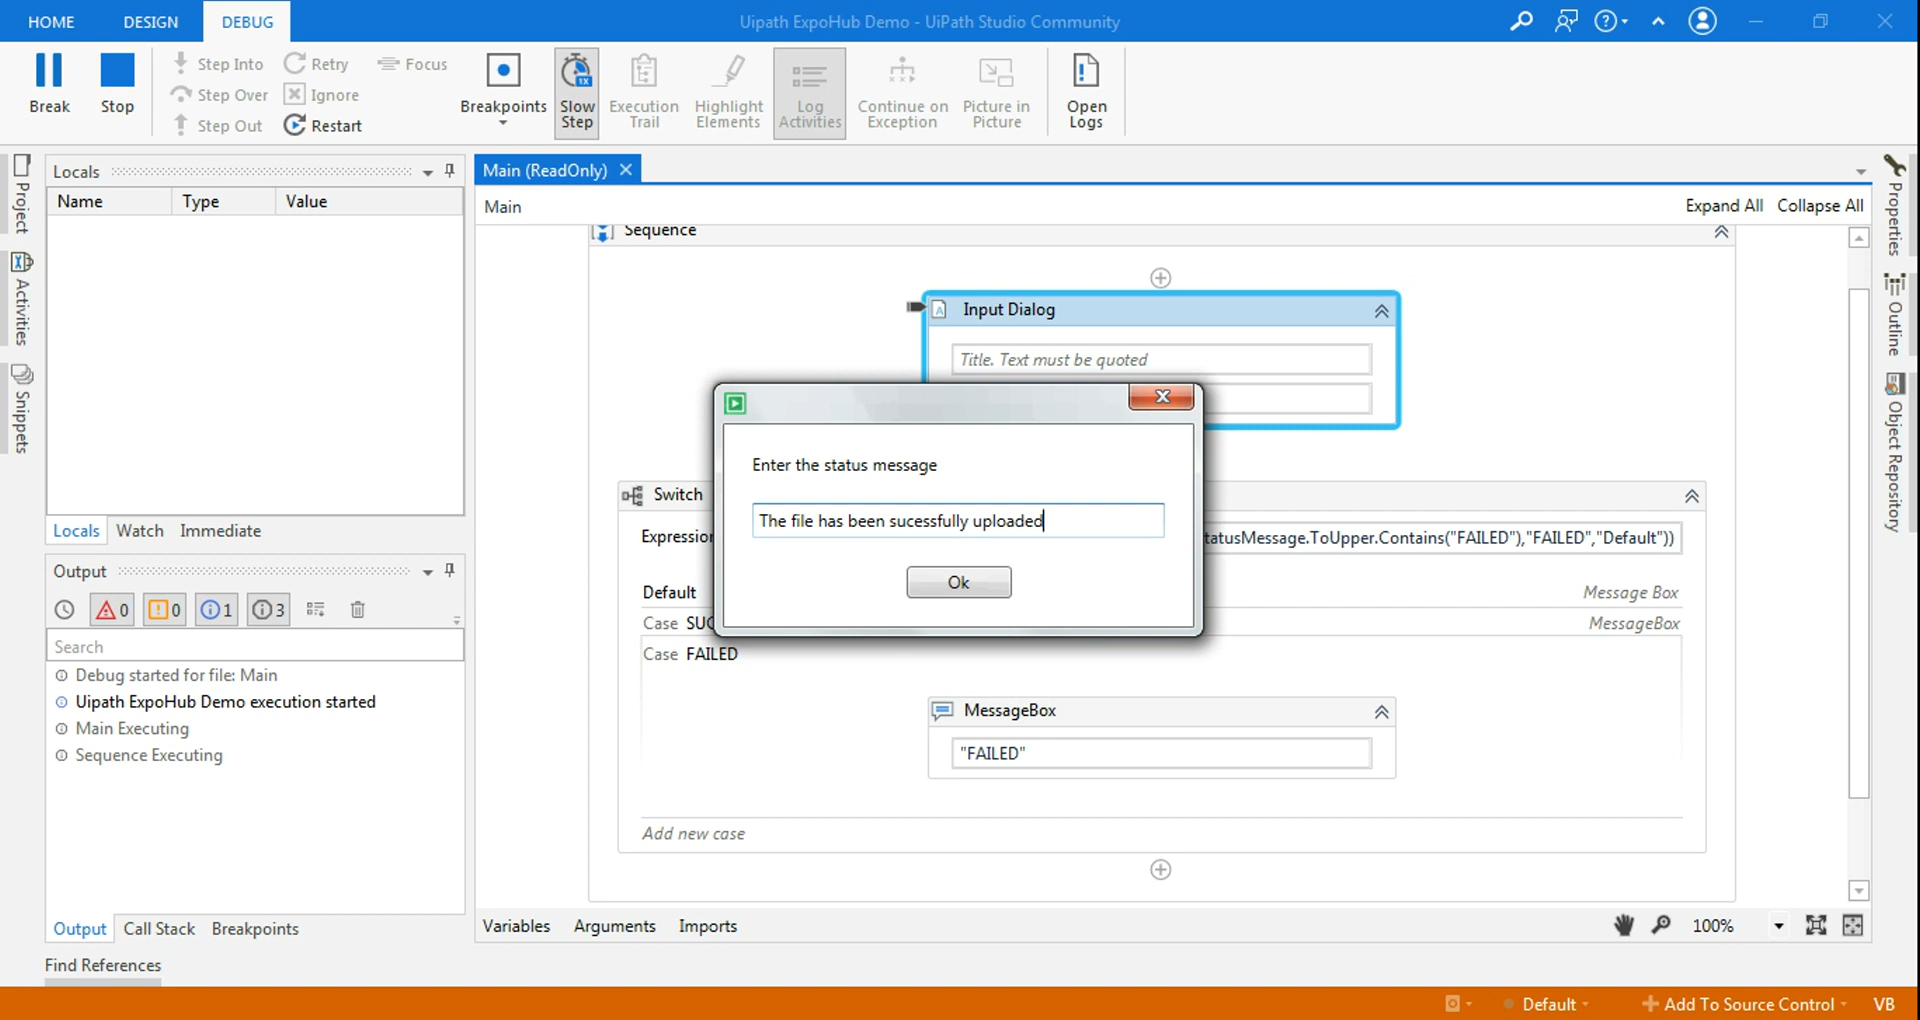 HOME DESIGN DEBUG Uipath ExpoHub Demo - UiPath Studio Community
Break
Stop
Step Into
Step Over
Step Out
Retry
Ignore
Restart
Focus
Breakpoints
Slow
Step
1X
Execution
Trail
Highlight
Elements
Log
Activities
Continue on
Exception
Picture in
Picture
Open
Logs
Project
Activities
Snippets
Locals
Name Type Value
Locals Watch Immediate
Output
0 0 1 3
Search
Debug started for file: Main
Uipath ExpoHub Demo execution started
Main Executing
Sequence Executing
Output Call Stack Breakpoints
Find References
Main (ReadOnly)
Main Expand All Collapse All
Sequence
Input Dialog
Title. Text must be quoted
Enter the status message
The file has been sucessfully uploaded
Ok
Switch
Expression tatusMessage.ToUpper.Contains("FAILED"),"FAILED","Default"))
Default Message Box
Case SUC MessageBox
Case FAILED
MessageBox
"FAILED"
Add new case
Variables Arguments Imports 100%
Properties
Outline
Object Repository
Default Add To Source Control VB